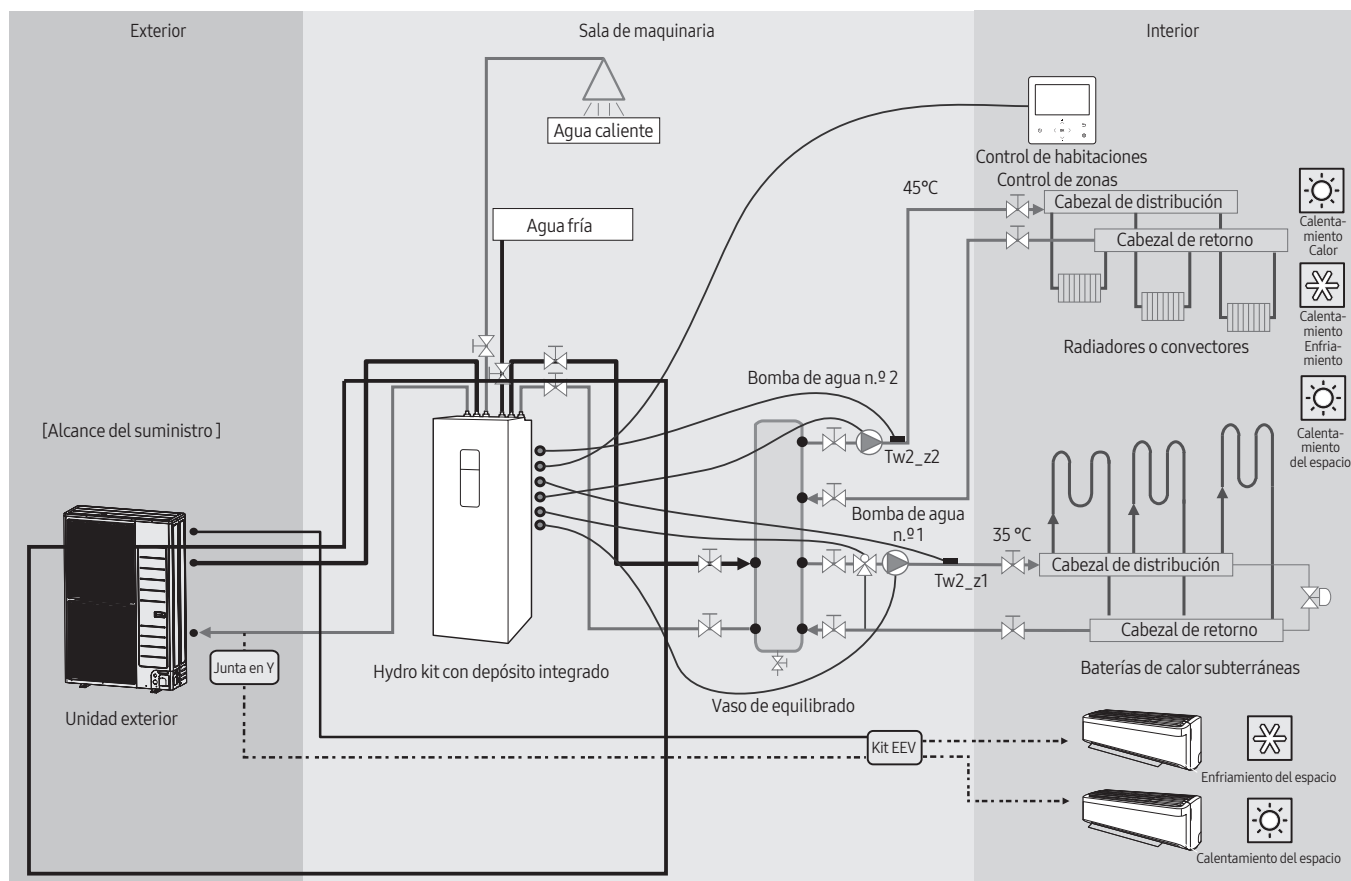 Exterior
Sala de maquinaria
Interior
Agua caliente
Control de habitaciones
Control de zonas
45°C
Cabezal de distribución
Agua fría
Cabezal de retorno
Calenta-
miento
Calor
Calenta-
miento
Enfria-
miento
Radiadores o convectores
Bomba de agua n.º 2
[Alcance del suministro ]
Calenta-
miento
del espacio
Tw2_z2
Bomba de agua
n.º1
35 °C
Cabezal de distribución
Tw2_z1
Cabezal de retorno
Junta en Y
Hydro kit con depósito integrado
Baterías de calor subterráneas
Vaso de equilibrado
Unidad exterior
Kit EEV
Enfriamiento del espacio
Calentamiento del espacio